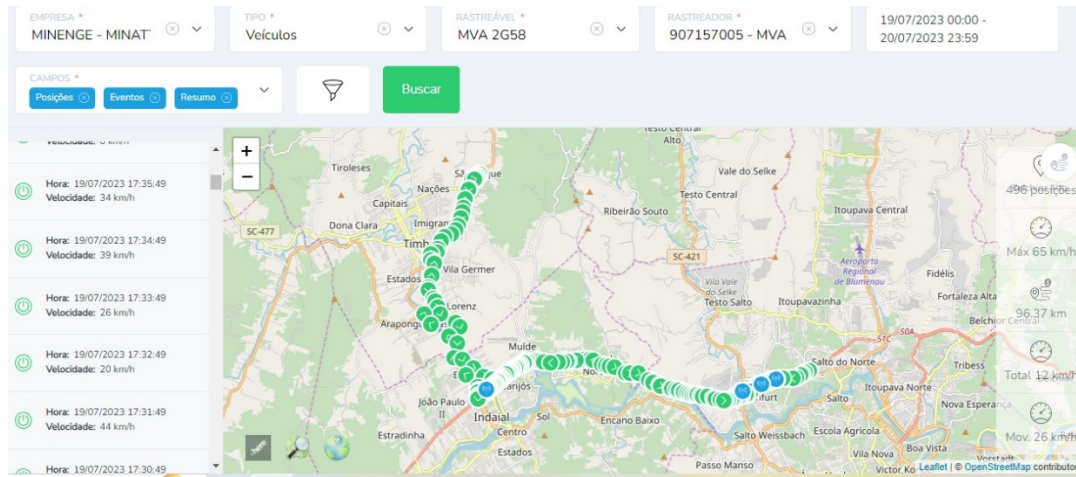 EMPRESA *
MINENGE - MINAT
TIPO *
Veículos
RASTREÁVEL *
MVA 2G58
RASTREADOR *
907157005 - MVA
19/07/2023 00:00 -
20/07/2023 23:59
CAMPOS *
Posições
Eventos
Resumo
Buscar
Hora: 19/07/2023 17:35:49
Velocidade: 34 km/h
Hora: 19/07/2023 17:34:49
Velocidade: 39 km/h
Hora: 19/07/2023 17:33:49
Velocidade: 26 km/h
Hora: 19/07/2023 17:32:49
Velocidade: 20 km/h
Hora: 19/07/2023 17:31:49
Velocidade: 44 km/h
Hora: 19/07/2023 17:30:49
+
−
Testo Central
Alto
Tiroleses
Nações
Capitais
Dona Clara
Imigran
SC-477
Timb
Estados
Vila Germer
Lorenz
Arapong
Mulde
João Paulo
II
Indaial
Centro
Sol
Estradinha
Estados
Encano Baixo
Vale do Selke
Testo Central
Ribeirão Souto
Itoupava Central
SC-421
Aeroporto
Regional
de Blumenau
Vila Vale
do Selke
Testo Salto
Itoupavazinha
Fidélis
Fortaleza Alta
Belchior Central
Salto do Norte
Tribess
Itoupava Norte
Salto
Nova Esperança
Salto Weissbach
Escola Agrícola
Boa Vista
Vila Nova
Vorstadt
Passo Manso
Victor Ko
496 posições
Máx 65 km/h
96.37 km
Total 12 km/h
Mov. 26 km/h
Leaflet | © OpenStreetMap contributor